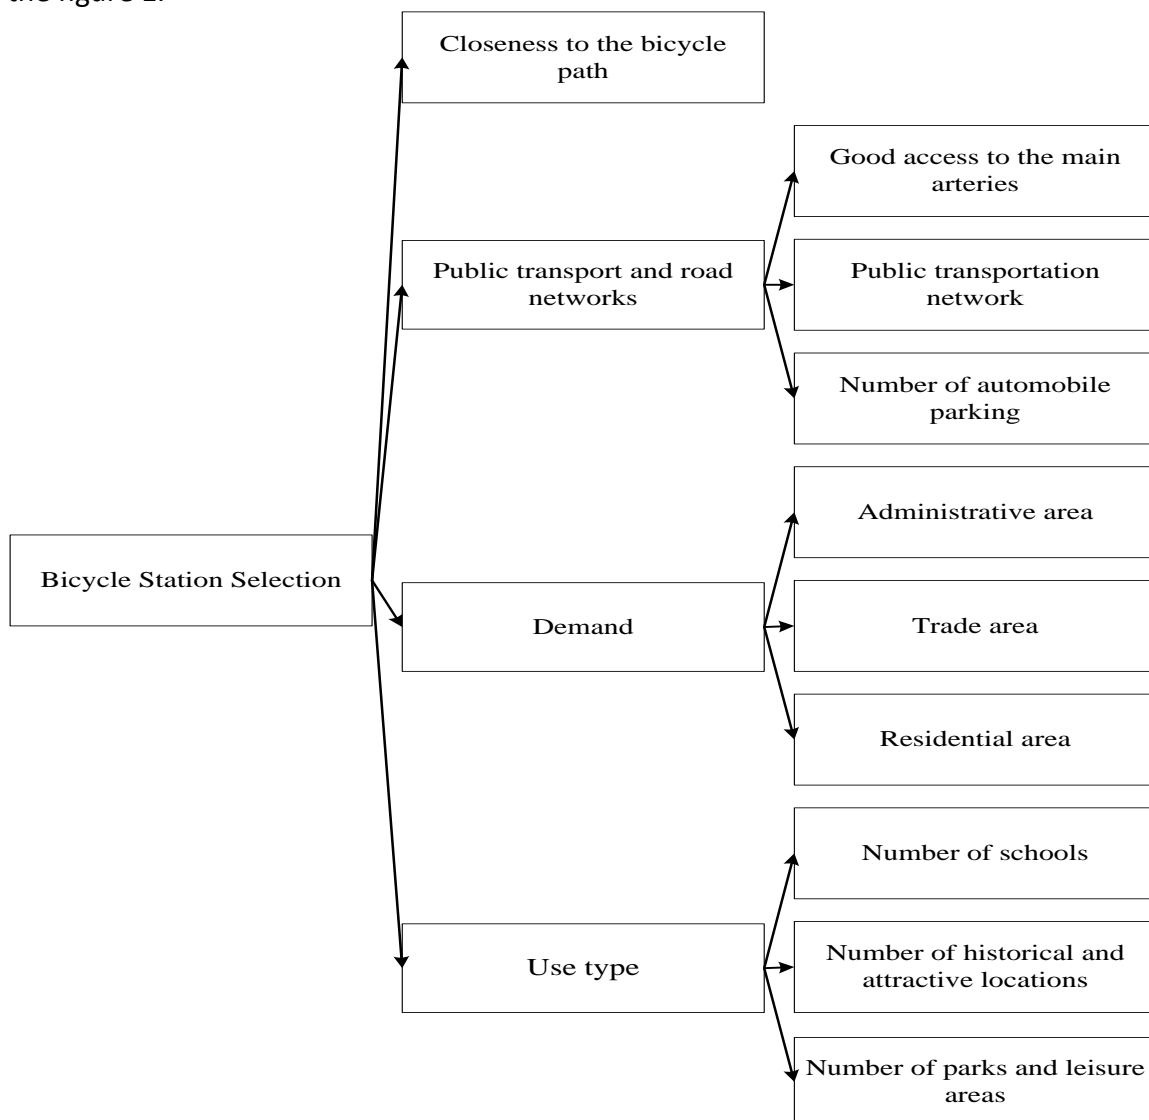 the figure 1.
Closeness to the bicycle
path
Good access to the main
arteries
Public transport and road
networks
Public transportation
network
Number of automobile
parking
Administrative area
Bicycle Station Selection
Demand
Trade area
Residential area
Number of schools
Use type
Number of historical and
attractive locations
Number of parks and leisure
areas